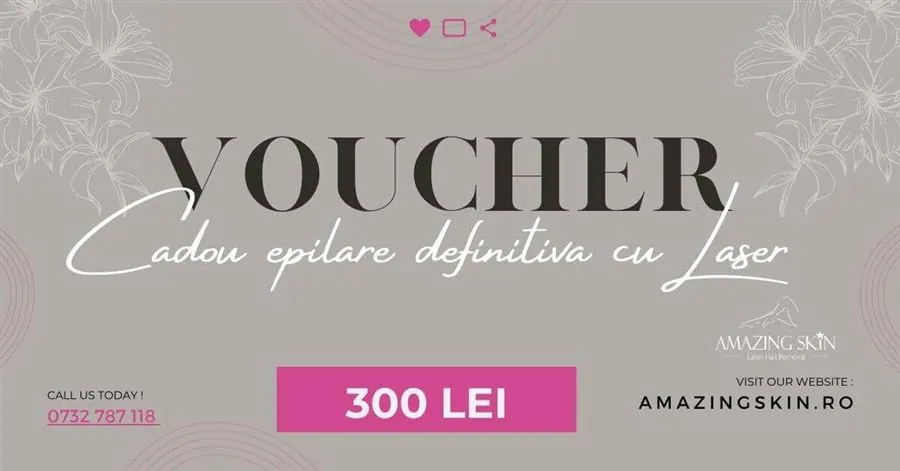 VOUCHER
Cadou epilare definitiva cu Laser
AMAZING SKIN
Laser Hair Removal
CALL US TODAY !
0732 787 118
300 LEI
VISIT OUR WEBSITE :
AMAZINGSKIN.RO